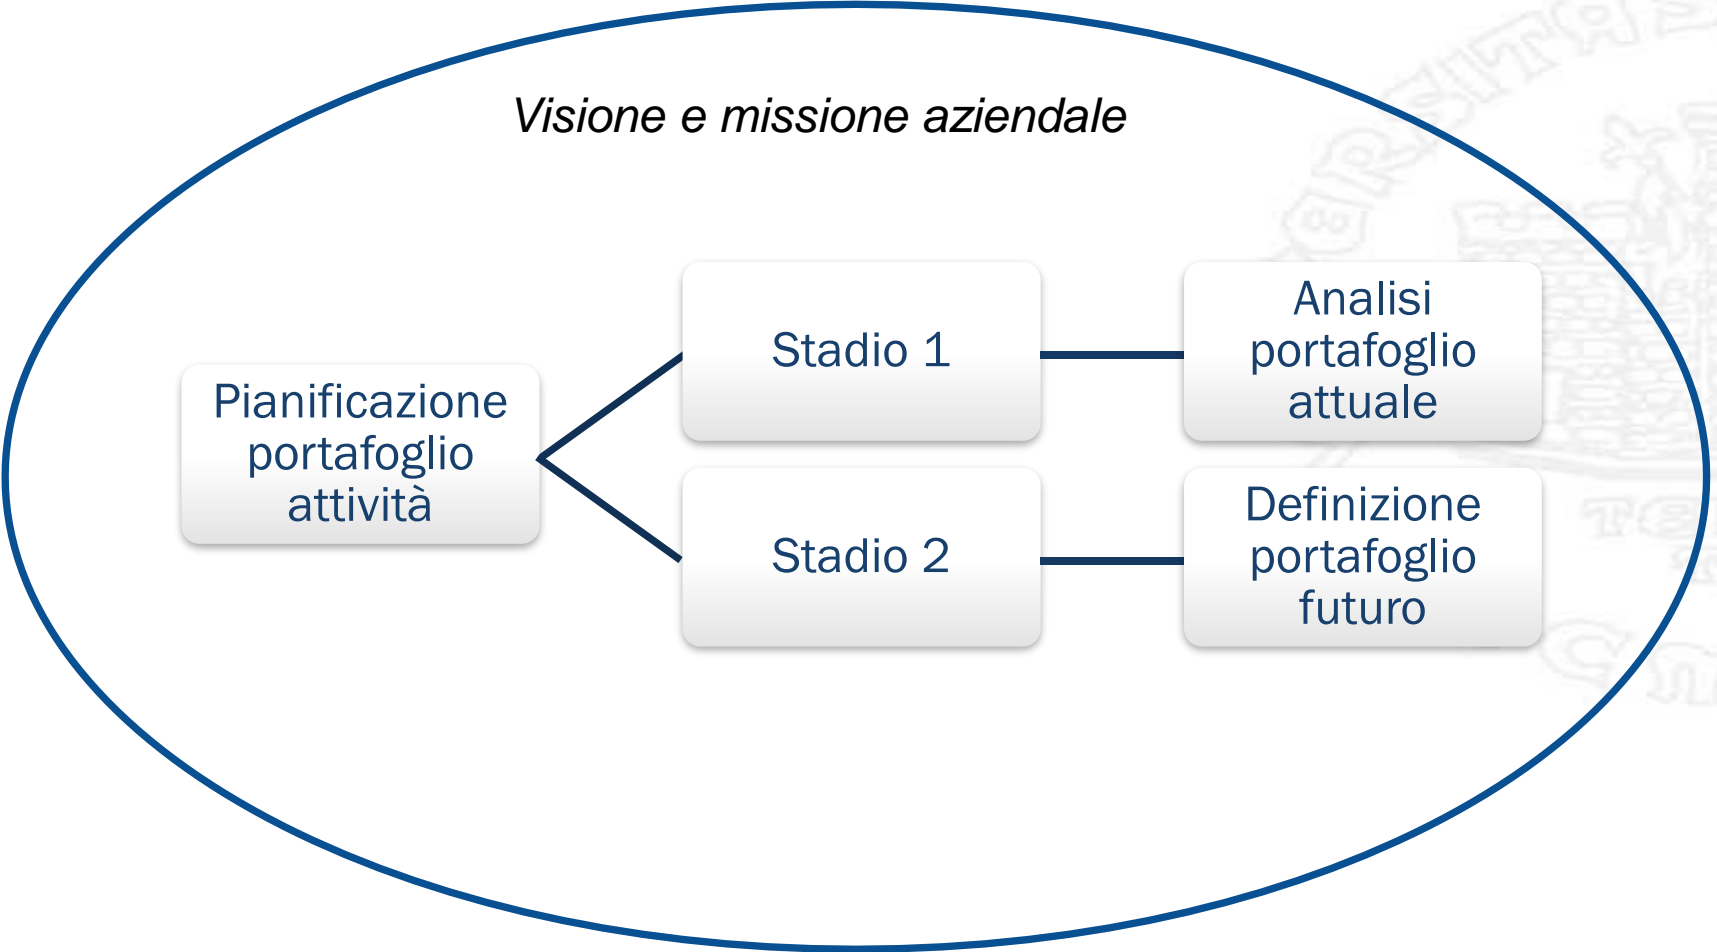 Visione e missione aziendale
Pianificazione
portafoglio
attività
Stadio 1
Analisi
portafoglio
attuale
Stadio 2
Definizione
portafoglio
futuro